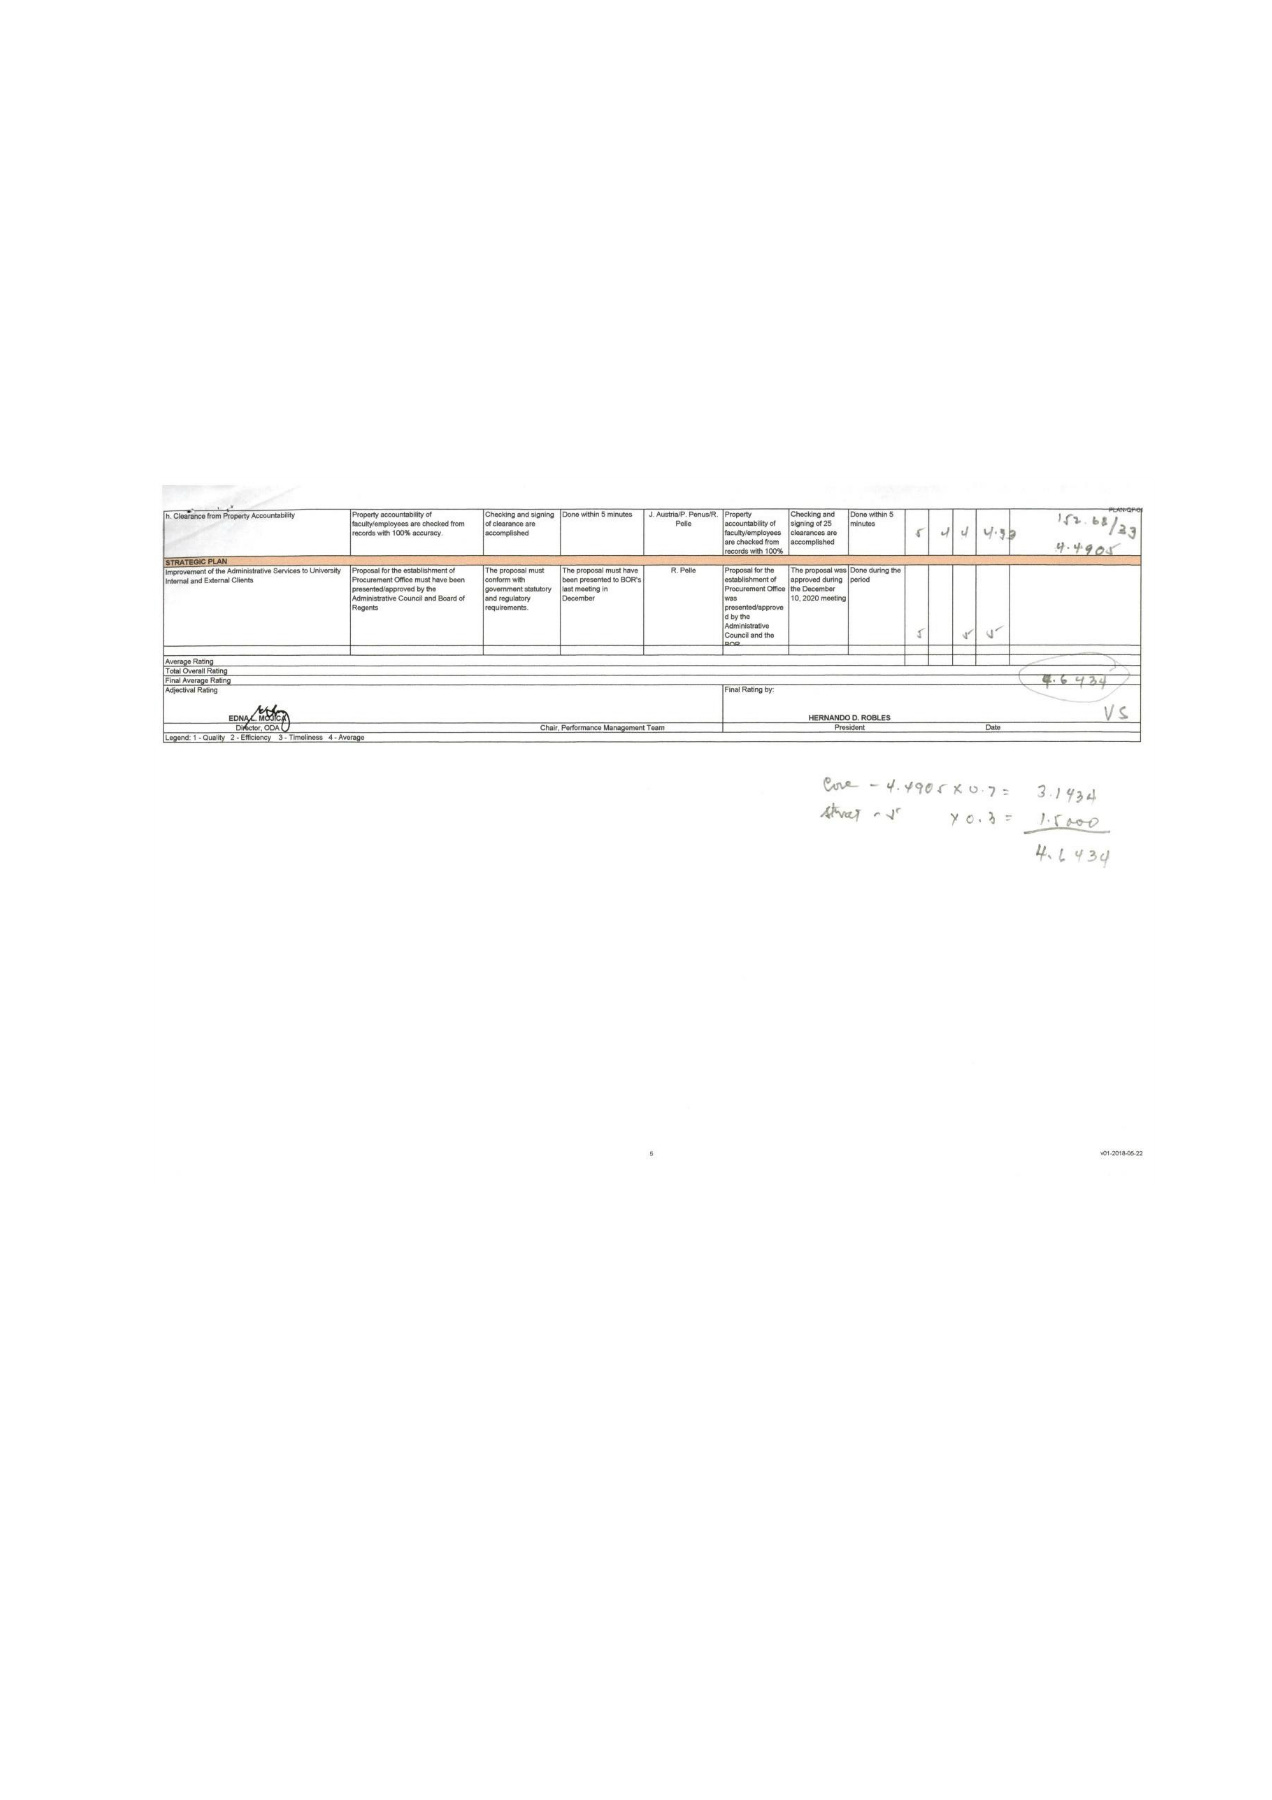 PLAN-QF-01
h. Clearance from Property Accountability
Property accountability of
faculty/employees are checked from
records with 100% accuracy.
Checking and signing
of clearance are
accomplished
Done within 5 minutes
J. Austria/P. Penus/R.
Pelle
Property
accountability of
faculty/employees
are checked from
records with 100%
Checking and
signing of 25
clearances are
accomplished
Done within 5
minutes
5 4 4 4.33
152.68/33
4.4905
STRATEGIC PLAN
Improvement of the Administrative Services to University
Internal and External Clients
Proposal for the establishment of
Procurement Office must have been
presented/approved by the
Administrative Council and Board of
Regents
The proposal must
conform with
government statutory
and regulatory
requirements.
The proposal must have
been presented to BOR's
last meeting in
December
R. Pelle
Proposal for the
establishment of
Procurement Office
was
presented/approve
d by the
Administrative
Council and the
BOR
The proposal was
approved during
the December
10, 2020 meeting
Done during the
period
5 5 5
Average Rating
Total Overall Rating
Final Average Rating
4.6434
Adjectival Rating
VS
Final Rating by:
EDNA L. MOJICA
Director, ODA
Chair, Performance Management Team
HERNANDO D. ROBLES
President
Date
Legend: 1 - Quality 2 - Efficiency 3 - Timeliness 4 - Average
Core - 4.4905 x 0.7 = 3.1434
Strat - 5 x 0.3 = 1.5000
4.6434
6
v01-2018-05-22